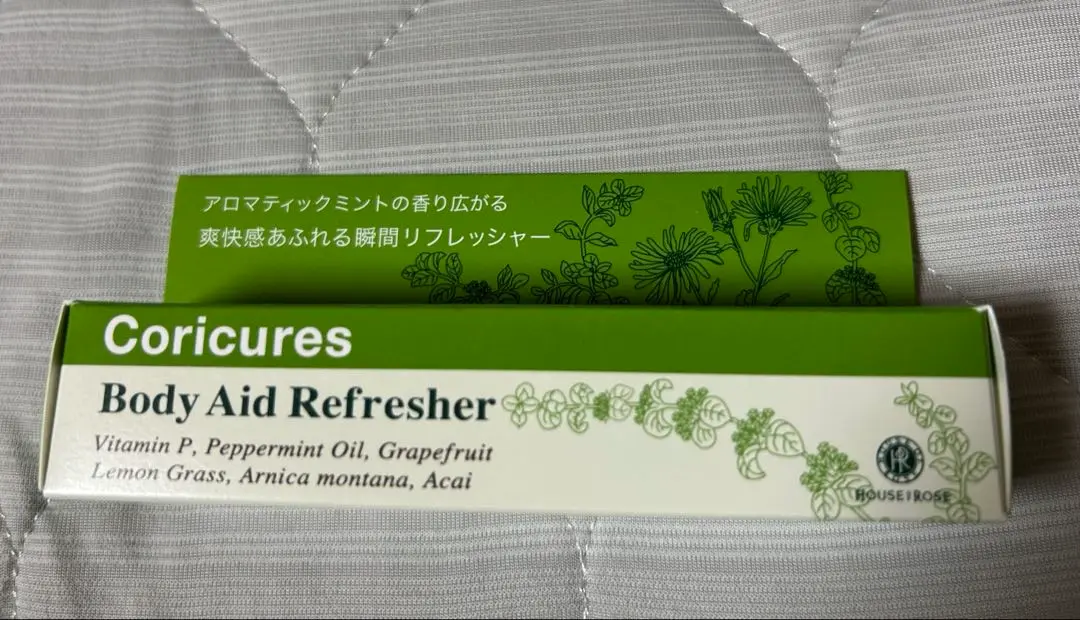 アロマティックミントの香り広がる
爽快感あふれる瞬間リフレッシャー
Coricures
Body Aid Refresher
Vitamin P, Peppermint Oil, Grapefruit
Lemon Grass, Arnica montana, Acai
HR
HOUSE OF ROSE